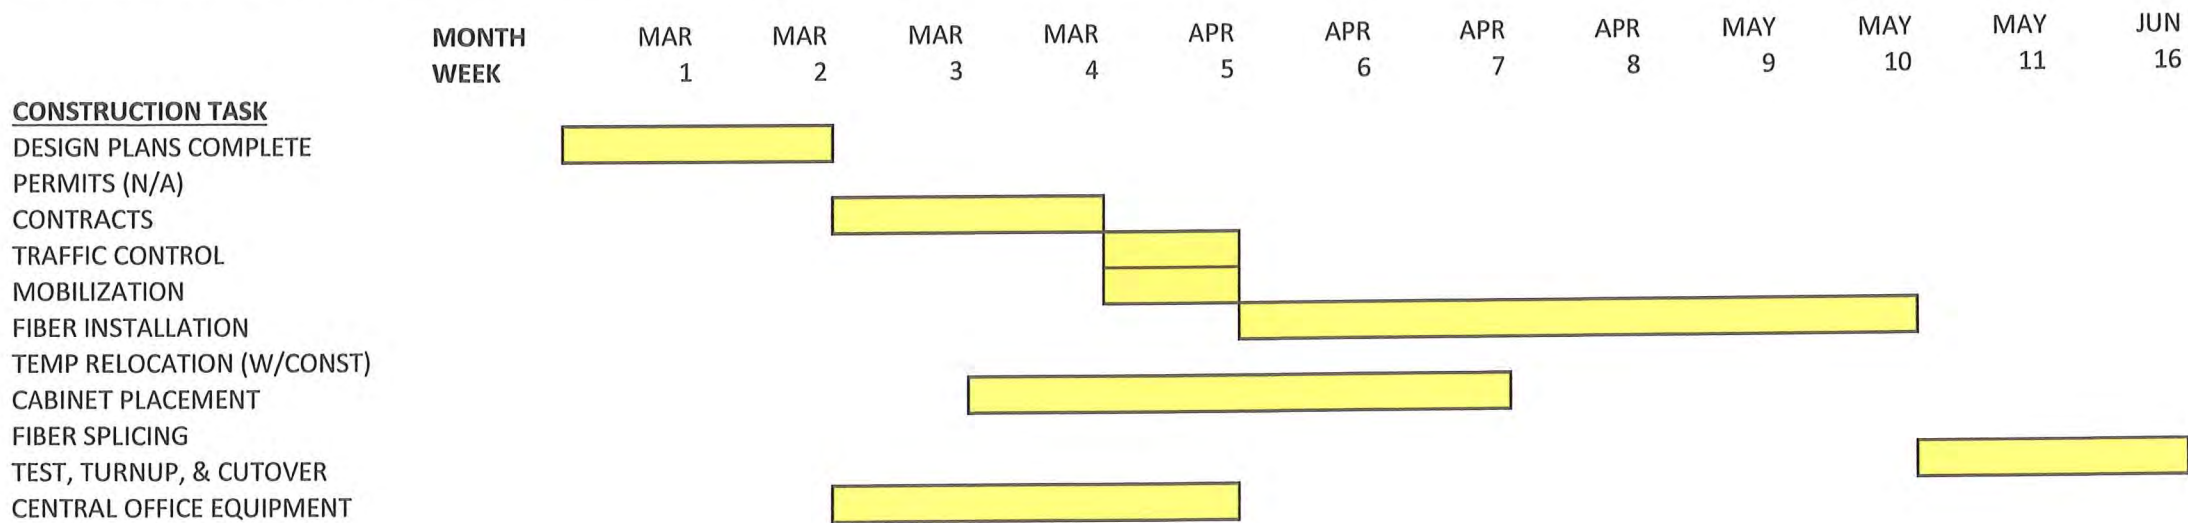 MONTH MAR MAR MAR MAR APR APR APR APR MAY MAY MAY JUN
WEEK 1 2 3 4 5 6 7 8 9 10 11 16
CONSTRUCTION TASK
DESIGN PLANS COMPLETE
PERMITS (N/A)
CONTRACTS
TRAFFIC CONTROL
MOBILIZATION
FIBER INSTALLATION
TEMP RELOCATION (W/CONST)
CABINET PLACEMENT
FIBER SPLICING
TEST, TURNUP, & CUTOVER
CENTRAL OFFICE EQUIPMENT